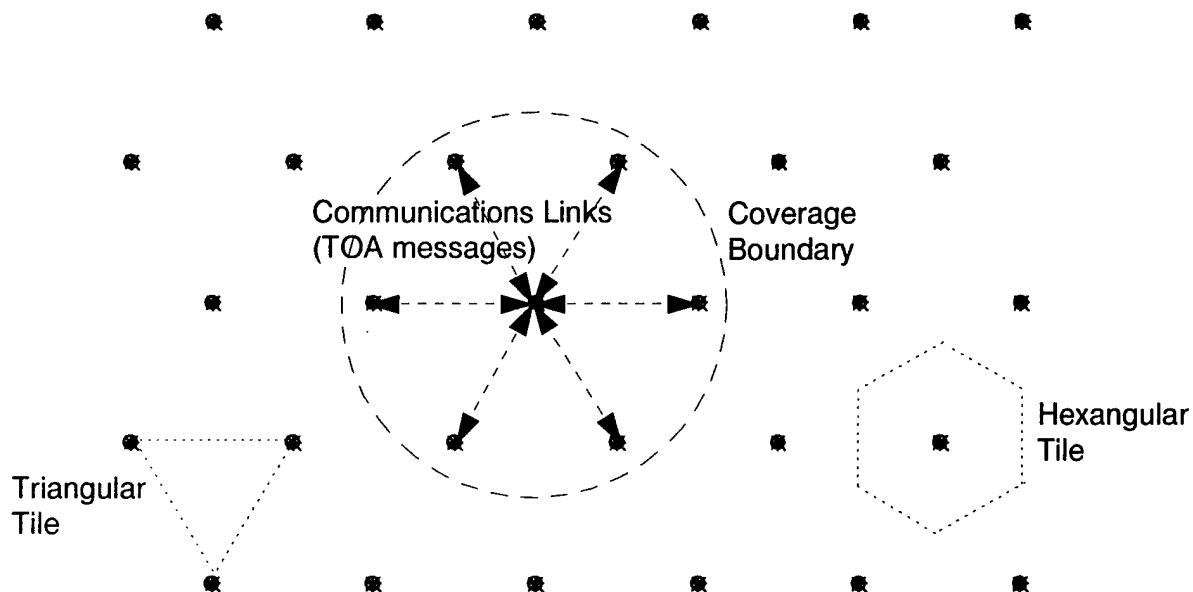 Communications Links
(TOA messages)
Coverage
Boundary
Hexangular
Tile
Triangular
Tile